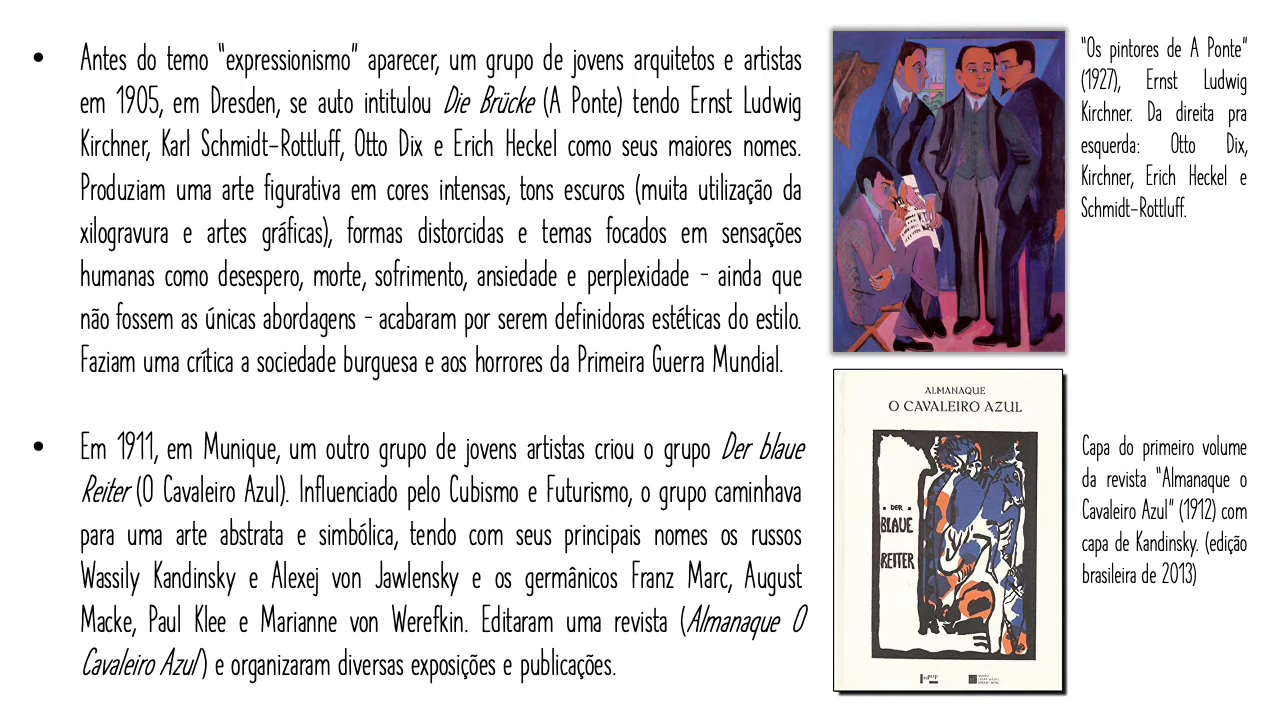 • Antes do temo "expressionismo" aparecer, um grupo de jovens arquitetos e artistas
em 1905, em Dresden, se auto intitulou Die Brücke (A Ponte) tendo Ernst Ludwig
Kirchner, Karl Schmidt-Rottluff, Otto Dix e Erich Heckel como seus maiores nomes.
Produziam uma arte figurativa em cores intensas, tons escuros (muita utilização da
xilogravura e artes gráficas), formas distorcidas e temas focados em sensações
humanas como desespero, morte, sofrimento, ansiedade e perplexidade - ainda que
não fossem as únicas abordagens - acabaram por serem definidoras estéticas do estilo.
Faziam uma crítica a sociedade burguesa e aos horrores da Primeira Guerra Mundial.
• Em 1911, em Munique, um outro grupo de jovens artistas criou o grupo Der blaue
Reiter (O Cavaleiro Azul). Influenciado pelo Cubismo e Futurismo, o grupo caminhava
para uma arte abstrata e simbólica, tendo com seus principais nomes os russos
Wassily Kandinsky e Alexej von Jawlensky e os germânicos Franz Marc, August
Macke, Paul Klee e Marianne von Werefkin. Editaram uma revista (Almanaque O
Cavaleiro Azul) e organizaram diversas exposições e publicações.
"Os pintores de A Ponte"
(1927), Ernst Ludwig
Kirchner. Da direita pra
esquerda: Otto Dix,
Kirchner, Erich Heckel e
Schmidt-Rottluff.
ALMANAQUE
O CAVALEIRO AZUL
DER
BLAUE
REITER
Capa do primeiro volume
da revista "Almanaque o
Cavaleiro Azul" (1912) com
capa de Kandinsky. (edição
brasileira de 2013)